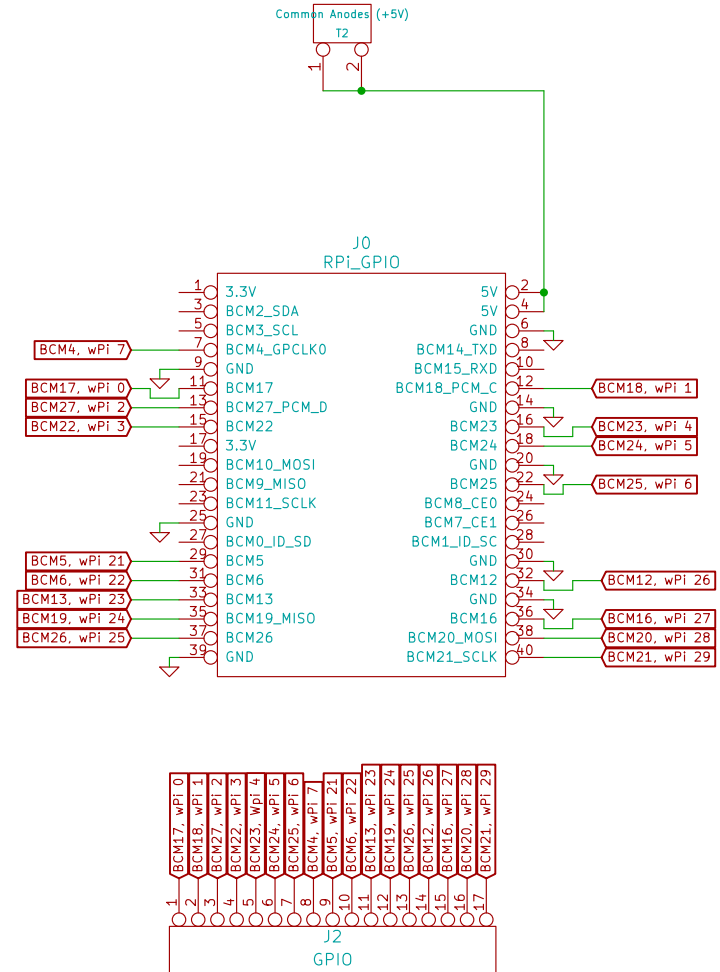 Common Anodes (+5V)
T2
1 2
J0
RPi_GPIO
1 3.3V 5V 2
3 BCM2_SDA 5V 4
5 BCM3_SCL GND 6
BCM4, wPi 7 7 BCM4_GPCLK0 BCM14_TXD 8
9 GND BCM15_RXD 10
BCM17, wPi 0 11 BCM17 BCM18_PCM_C 12 BCM18, wPi 1
BCM27, wPi 2 13 BCM27_PCM_D GND 14
BCM22, wPi 3 15 BCM22 BCM23 16 BCM23, wPi 4
17 3.3V BCM24 18 BCM24, wPi 5
19 BCM10_MOSI GND 20
21 BCM9_MISO BCM25 22 BCM25, wPi 6
23 BCM11_SCLK BCM8_CE0 24
25 GND BCM7_CE1 26
27 BCM0_ID_SD BCM1_ID_SC 28
BCM5, wPi 21 29 BCM5 GND 30
BCM6, wPi 22 31 BCM6 BCM12 32 BCM12, wPi 26
BCM13, wPi 23 33 BCM13 GND 34
BCM19, wPi 24 35 BCM19_MISO BCM16 36 BCM16, wPi 27
BCM26, wPi 25 37 BCM26 BCM20_MOSI 38 BCM20, wPi 28
39 GND BCM21_SCLK 40 BCM21, wPi 29
BCM17, wPi 0
BCM18, wPi 1
BCM27, wPi 2
BCM22, wPi 3
BCM23, Wpi 4
BCM24, wPi 5
BCM25, wPi 6
BCM4, wPi 7
BCM5, wPi 21
BCM6, wPi 22
BCM13, wPi 23
BCM19, wPi 24
BCM26, wPi 25
BCM12, wPi 26
BCM16, wPi 27
BCM20, wPi 28
BCM21, wPi 29
1 2 3 4 5 6 7 8 9 10 11 12 13 14 15 16 17
J2
GPIO